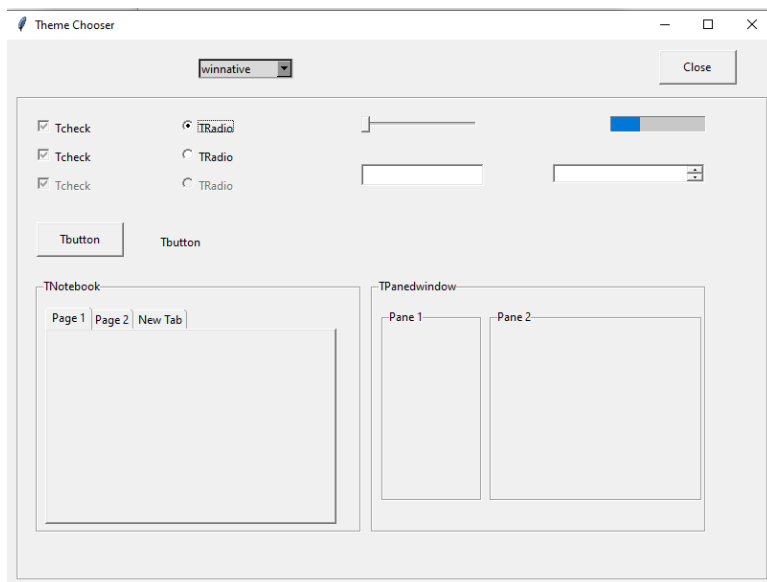 Theme Chooser
winnative
Close
Tcheck TRadio
Tcheck TRadio
Tcheck TRadio
Tbutton Tbutton
TNotebook
Page 1 Page 2 New Tab
TPanedwindow
Pane 1 Pane 2